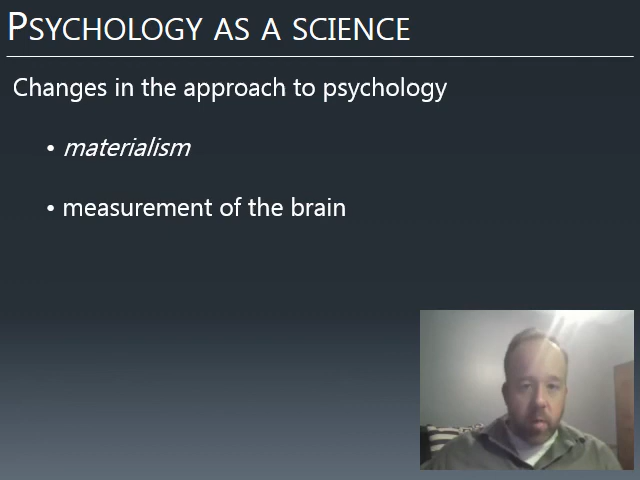 PSYCHOLOGY AS A SCIENCE
Changes in the approach to psychology
• materialism
• measurement of the brain